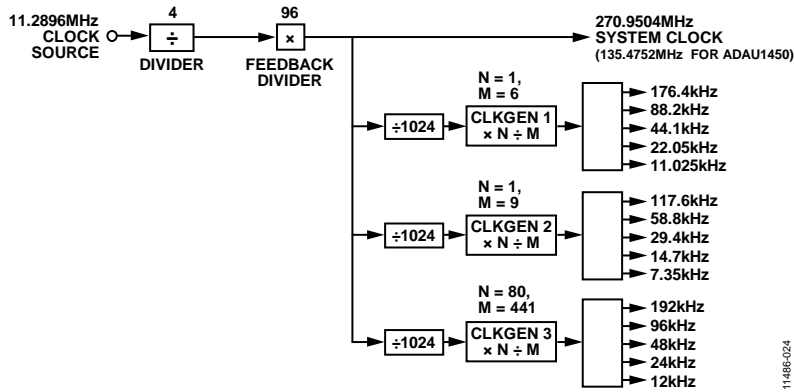 4
96
11.2896MHz
CLOCK
SOURCE
÷
×
270.9504MHz
SYSTEM CLOCK
(135.4752MHz FOR ADAU1450)
DIVIDER
FEEDBACK
DIVIDER
N = 1,
M = 6
÷1024
CLKGEN 1
× N ÷ M
176.4kHz
88.2kHz
44.1kHz
22.05kHz
11.025kHz
N = 1,
M = 9
÷1024
CLKGEN 2
× N ÷ M
117.6kHz
58.8kHz
29.4kHz
14.7kHz
7.35kHz
N = 80,
M = 441
÷1024
CLKGEN 3
× N ÷ M
192kHz
96kHz
48kHz
24kHz
12kHz
11486-024